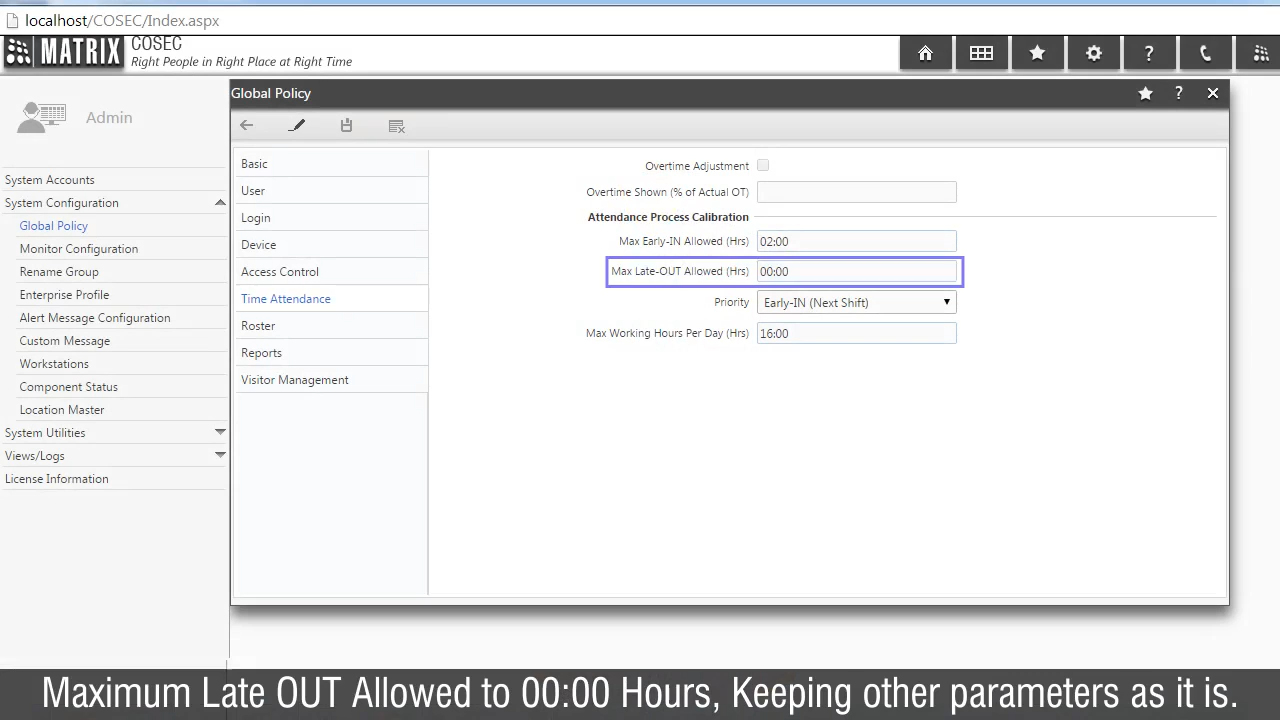 localhost/COSEC/Index.aspx
MATRIX
COSEC
Right People in Right Place at Right Time
?
Admin
System Accounts
System Configuration
Global Policy
Monitor Configuration
Rename Group
Enterprise Profile
Alert Message Configuration
Custom Message
Workstations
Component Status
Location Master
System Utilities
Views/Logs
License Information
Global Policy
?
Basic
User
Login
Device
Access Control
Time Attendance
Roster
Reports
Visitor Management
Overtime Adjustment
Overtime Shown (% of Actual OT)
Attendance Process Calibration
Max Early-IN Allowed (Hrs) 02:00
Max Late-OUT Allowed (Hrs) 00:00
Priority Early-IN (Next Shift)
Max Working Hours Per Day (Hrs) 16:00
Maximum Late OUT Allowed to 00:00 Hours, Keeping other parameters as it is.